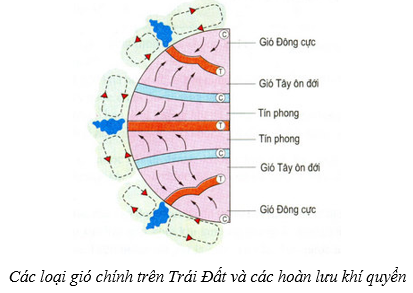 C
Gió Đông cực
T
Gió Tây ôn đới
C
Tín phong
T
Tín phong
C
Gió Tây ôn đới
T
Gió Đông cực
C
Các loại gió chính trên Trái Đất và các hoàn lưu khí quyển